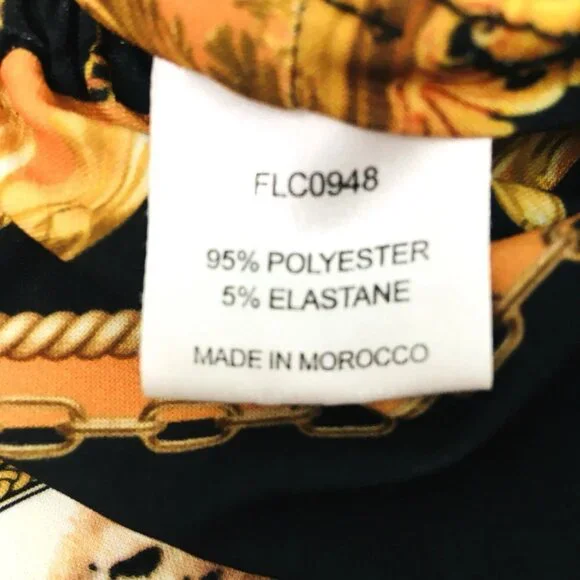 FLC0948
95% POLYESTER
5% ELASTANE
MADE IN MOROCCO